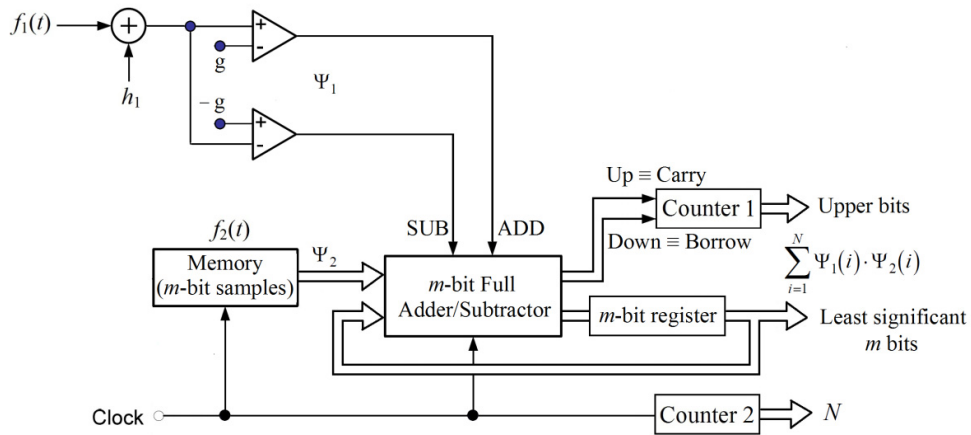 f₁(t)
+
h₁
+
-
g
Ψ₁
– g
+
-
Up ≡ Carry
Counter 1
Upper bits
SUB
ADD
Down ≡ Borrow
f₂(t)
Memory
(m-bit samples)
Ψ₂
m-bit Full
Adder/Subtractor
m-bit register
∑_{i=1}^{N} Ψ₁(i)·Ψ₂(i)
Least significant
m bits
Clock
Counter 2
N